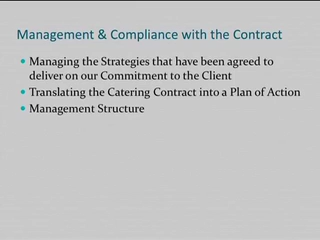 Management & Compliance with the Contract
Managing the Strategies that have been agreed to
deliver on our Commitment to the Client
Translating the Catering Contract into a Plan of Action
Management Structure